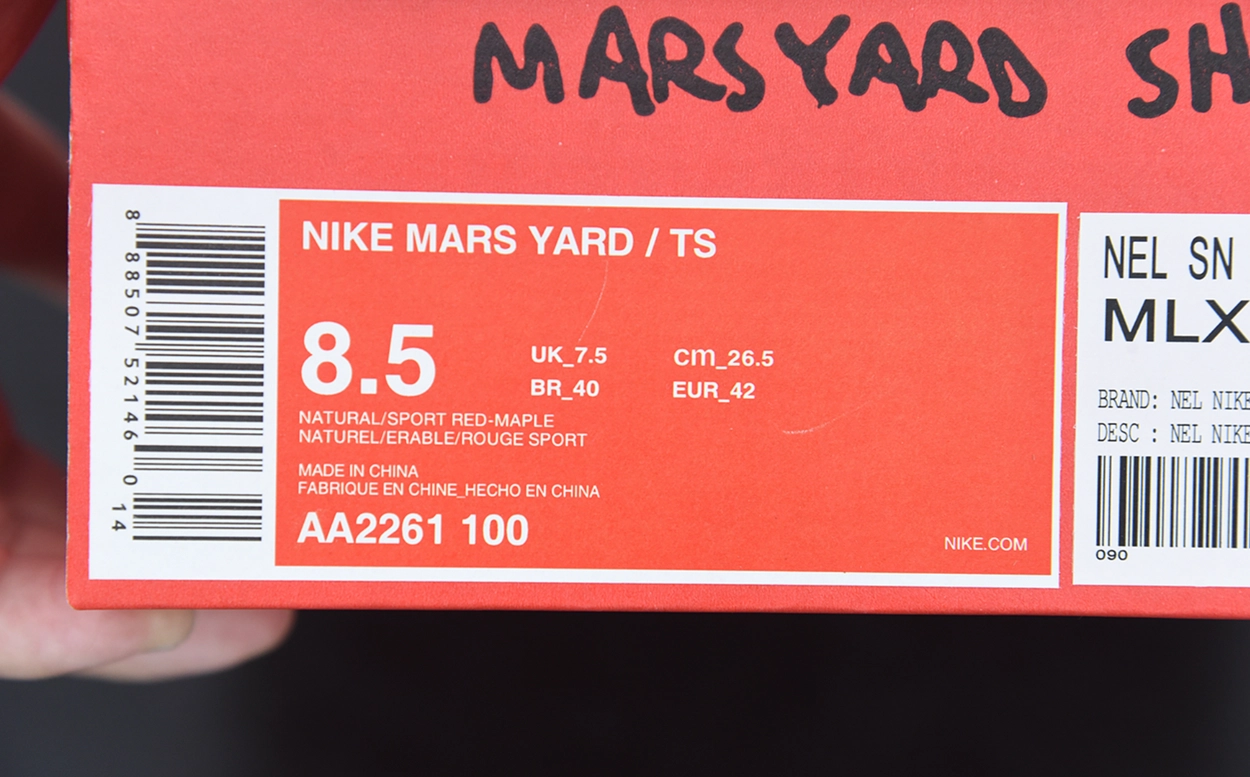 MARSYARD SH
NIKE MARS YARD / TS
8.5
UK_7.5 cm_26.5
BR_40 EUR_42
NATURAL/SPORT RED-MAPLE
NATUREL/ERABLE/ROUGE SPORT
MADE IN CHINA
FABRIQUE EN CHINE_HECHO EN CHINA
AA2261 100
NIKE.COM
8 88507 52146 0 14
NEL SN
MLX
BRAND: NEL NIKE
DESC : NEL NIKE
090